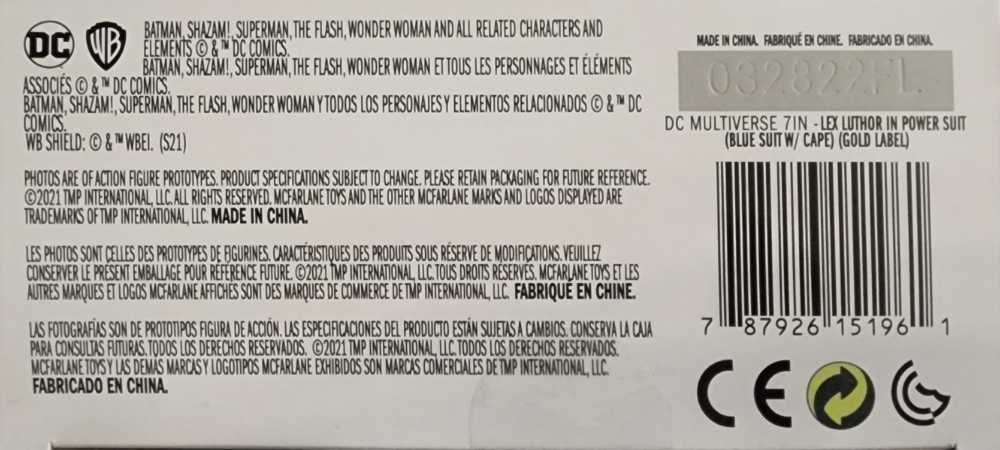 DC WB BATMAN, SHAZAM!, SUPERMAN, THE FLASH, WONDER WOMAN AND ALL RELATED CHARACTERS AND
ELEMENTS © & ™ DC COMICS.
BATMAN, SHAZAM!, SUPERMAN, THE FLASH, WONDER WOMAN ET TOUS LES PERSONNAGES ET ÉLÉMENTS
ASSOCIÉS © & ™ DC COMICS.
BATMAN, SHAZAM!, SUPERMAN, THE FLASH, WONDER WOMAN Y TODOS LOS PERSONAJES Y ELEMENTOS RELACIONADOS © & ™ DC
COMICS.
WB SHIELD: © & ™ WBEI. (S21)
PHOTOS ARE OF ACTION FIGURE PROTOTYPES. PRODUCT SPECIFICATIONS SUBJECT TO CHANGE. PLEASE RETAIN PACKAGING FOR FUTURE REFERENCE.
©2021 TMP INTERNATIONAL, LLC. ALL RIGHTS RESERVED. MCFARLANE TOYS AND THE OTHER MCFARLANE MARKS AND LOGOS DISPLAYED ARE
TRADEMARKS OF TMP INTERNATIONAL, LLC. MADE IN CHINA.
LES PHOTOS SONT CELLES DES PROTOTYPES DE FIGURINES. CARACTÉRISTIQUES DES PRODUITS SOUS RÉSERVE DE MODIFICATIONS. VEUILLEZ
CONSERVER LE PRÉSENT EMBALLAGE POUR RÉFÉRENCE FUTURE. ©2021 TMP INTERNATIONAL, LLC. TOUS DROITS RÉSERVÉS. MCFARLANE TOYS ET LES
AUTRES MARQUES ET LOGOS MCFARLANE AFFICHÉS SONT DES MARQUES DE COMMERCE DE TMP INTERNATIONAL, LLC. FABRIQUÉ EN CHINE.
LAS FOTOGRAFÍAS SON DE PROTOTIPOS FIGURA DE ACCIÓN. LAS ESPECIFICACIONES DEL PRODUCTO ESTÁN SUJETAS A CAMBIOS. CONSERVA LA CAJA
PARA CONSULTAS FUTURAS. TODOS LOS DERECHOS RESERVADOS. ©2021 TMP INTERNATIONAL, LLC. TODOS LOS DERECHOS RESERVADOS.
MCFARLANE TOYS Y LAS DEMÁS MARCAS Y LOGOTIPOS MCFARLANE EXHIBIDOS SON MARCAS COMERCIALES DE TMP INTERNATIONAL, LLC.
FABRICADO EN CHINA.
MADE IN CHINA. FABRIQUÉ EN CHINE. FABRICADO EN CHINA.
032822FL
DC MULTIVERSE 7IN - LEX LUTHOR IN POWER SUIT
(BLUE SUIT W/ CAPE) (GOLD LABEL)
7 87926 15196 1
CE